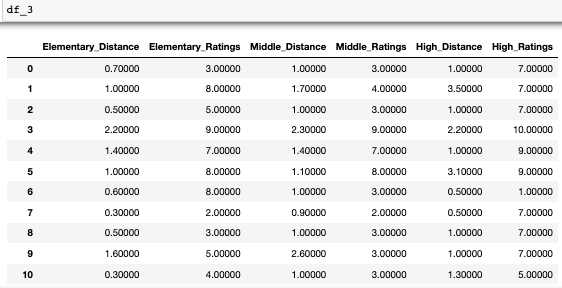 df_3
Elementary_Distance Elementary_Ratings Middle_Distance Middle_Ratings High_Distance High_Ratings
0 0.70000 3.00000 1.00000 3.00000 1.00000 7.00000
1 1.00000 8.00000 1.70000 4.00000 3.50000 7.00000
2 0.50000 5.00000 1.00000 3.00000 1.00000 7.00000
3 2.20000 9.00000 2.30000 9.00000 2.20000 10.00000
4 1.40000 7.00000 1.40000 7.00000 1.00000 9.00000
5 1.00000 8.00000 1.10000 8.00000 3.10000 9.00000
6 0.60000 8.00000 1.00000 3.00000 0.50000 1.00000
7 0.30000 2.00000 0.90000 2.00000 0.50000 7.00000
8 0.50000 3.00000 1.00000 3.00000 1.00000 7.00000
9 1.60000 5.00000 2.60000 3.00000 1.00000 7.00000
10 0.30000 4.00000 1.00000 3.00000 1.30000 5.00000